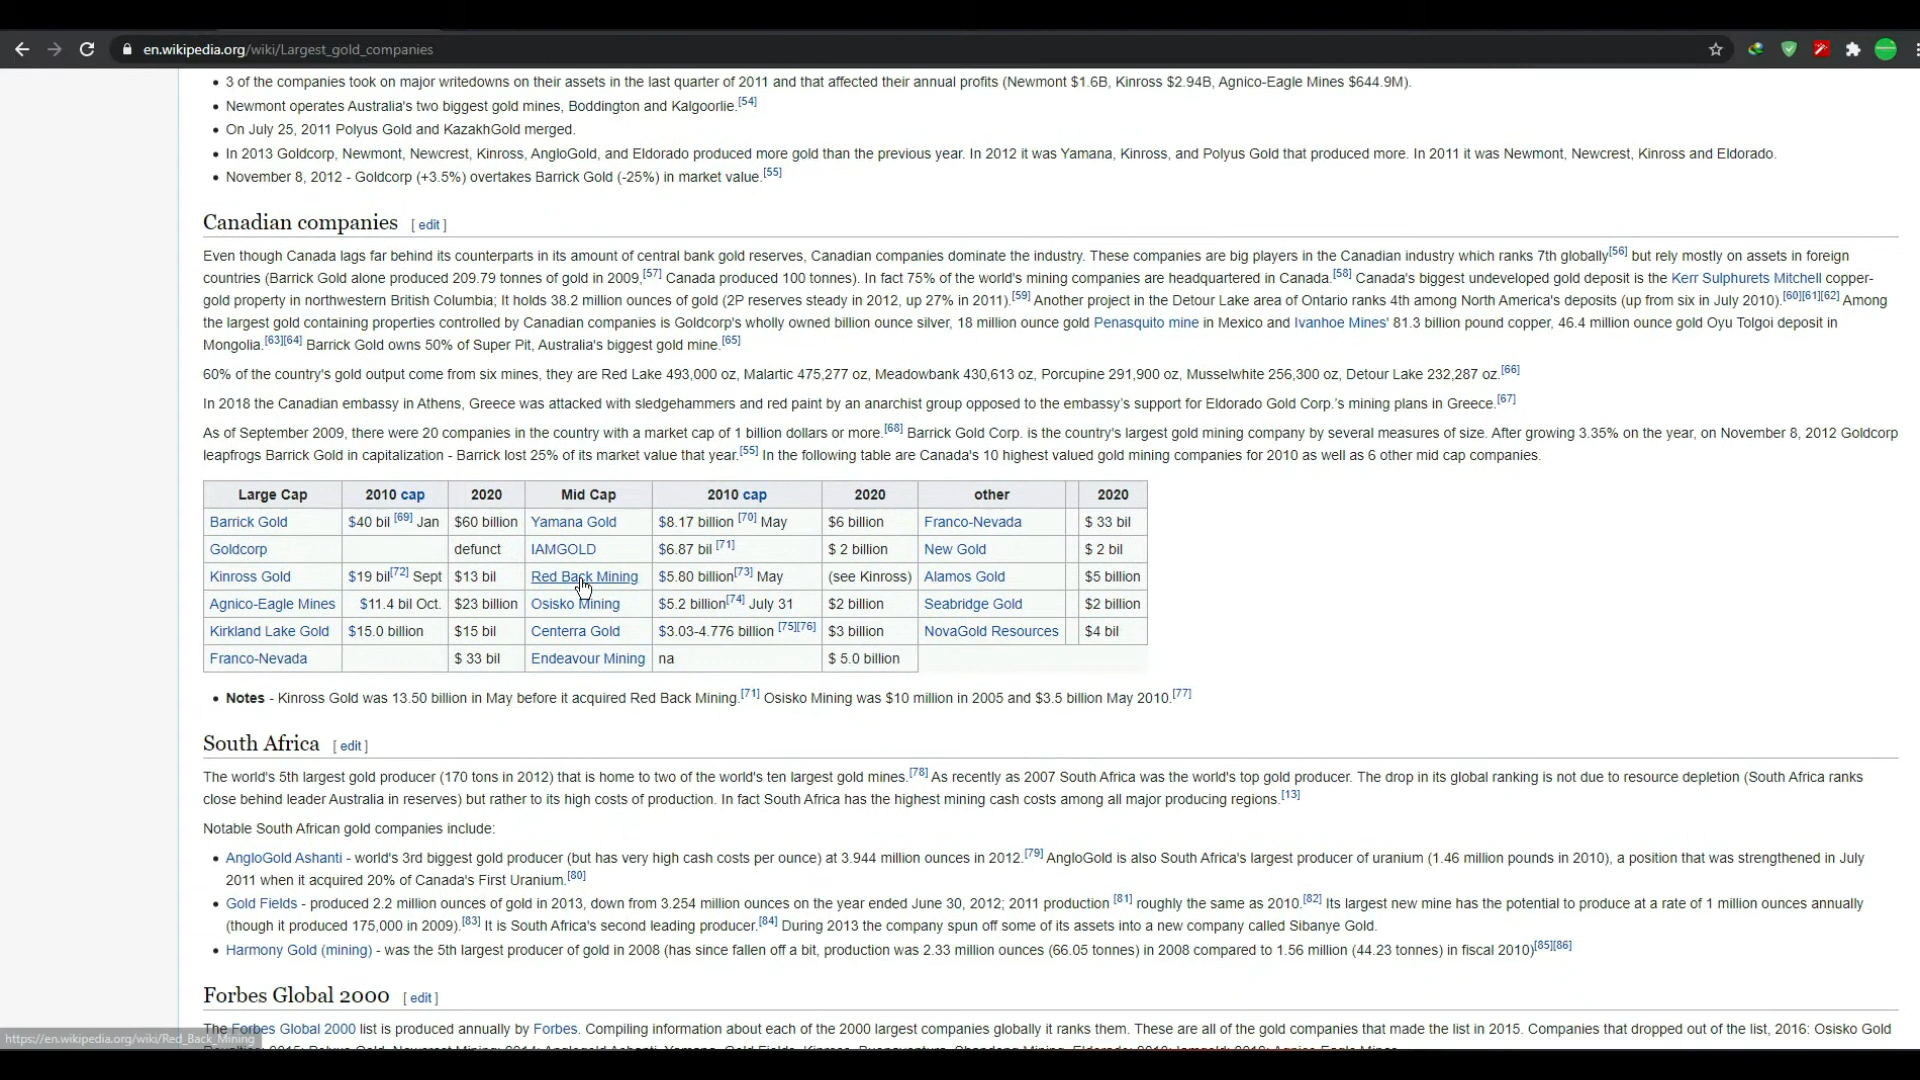 en.wikipedia.org/wiki/Largest_gold_companies
• 3 of the companies took on major writedowns on their assets in the last quarter of 2011 and that affected their annual profits (Newmont $1.6B, Kinross $2.94B, Agnico-Eagle Mines $644.9M).
• Newmont operates Australia's two biggest gold mines, Boddington and Kalgoorlie.[54]
• On July 25, 2011 Polyus Gold and KazakhGold merged.
• In 2013 Goldcorp, Newmont, Newcrest, Kinross, AngloGold, and Eldorado produced more gold than the previous year. In 2012 it was Yamana, Kinross, and Polyus Gold that produced more. In 2011 it was Newmont, Newcrest, Kinross and Eldorado.
• November 8, 2012 - Goldcorp (+3.5%) overtakes Barrick Gold (-25%) in market value.[55]
Canadian companies [ edit ]
Even though Canada lags far behind its counterparts in its amount of central bank gold reserves, Canadian companies dominate the industry. These companies are big players in the Canadian industry which ranks 7th globally[56] but rely mostly on assets in foreign
countries (Barrick Gold alone produced 209.79 tonnes of gold in 2009,[57] Canada produced 100 tonnes). In fact 75% of the world's mining companies are headquartered in Canada.[58] Canada's biggest undeveloped gold deposit is the Kerr Sulphurets Mitchell copper-
gold property in northwestern British Columbia; It holds 38.2 million ounces of gold (2P reserves steady in 2012, up 27% in 2011).[59] Another project in the Detour Lake area of Ontario ranks 4th among North America's deposits (up from six in July 2010).[60][61][62] Among
the largest gold containing properties controlled by Canadian companies is Goldcorp's wholly owned billion ounce silver, 18 million ounce gold Penasquito mine in Mexico and Ivanhoe Mines' 81.3 billion pound copper, 46.4 million ounce gold Oyu Tolgoi deposit in
Mongolia.[63][64] Barrick Gold owns 50% of Super Pit, Australia's biggest gold mine.[65]
60% of the country's gold output come from six mines, they are Red Lake 493,000 oz, Malartic 475,277 oz, Meadowbank 430,613 oz, Porcupine 291,900 oz, Musselwhite 256,300 oz, Detour Lake 232,287 oz.[66]
In 2018 the Canadian embassy in Athens, Greece was attacked with sledgehammers and red paint by an anarchist group opposed to the embassy's support for Eldorado Gold Corp.'s mining plans in Greece.[67]
As of September 2009, there were 20 companies in the country with a market cap of 1 billion dollars or more.[68] Barrick Gold Corp. is the country's largest gold mining company by several measures of size. After growing 3.35% on the year, on November 8, 2012 Goldcorp
leapfrogs Barrick Gold in capitalization - Barrick lost 25% of its market value that year.[55] In the following table are Canada's 10 highest valued gold mining companies for 2010 as well as 6 other mid cap companies.
Large Cap 2010 cap 2020 Mid Cap 2010 cap 2020 other 2020
Barrick Gold $40 bil [69] Jan $60 billion Yamana Gold $8.17 billion [70] May $6 billion Franco-Nevada $ 33 bil
Goldcorp defunct IAMGOLD $6.87 bil [71] $ 2 billion New Gold $ 2 bil
Kinross Gold $19 bil[72] Sept $13 bil Red Back Mining $5.80 billion[73] May (see Kinross) Alamos Gold $5 billion
Agnico-Eagle Mines $11.4 bil Oct. $23 billion Osisko Mining $5.2 billion[74] July 31 $2 billion Seabridge Gold $2 billion
Kirkland Lake Gold $15.0 billion $15 bil Centerra Gold $3.03-4.776 billion [75][76] $3 billion NovaGold Resources $4 bil
Franco-Nevada $ 33 bil Endeavour Mining na $ 5.0 billion
• Notes - Kinross Gold was 13.50 billion in May before it acquired Red Back Mining.[71] Osisko Mining was $10 million in 2005 and $3.5 billion May 2010.[77]
South Africa [ edit ]
The world's 5th largest gold producer (170 tons in 2012) that is home to two of the world's ten largest gold mines.[78] As recently as 2007 South Africa was the world's top gold producer. The drop in its global ranking is not due to resource depletion (South Africa ranks
close behind leader Australia in reserves) but rather to its high costs of production. In fact South Africa has the highest mining cash costs among all major producing regions.[13]
Notable South African gold companies include:
• AngloGold Ashanti - world's 3rd biggest gold producer (but has very high cash costs per ounce) at 3.944 million ounces in 2012.[79] AngloGold is also South Africa's largest producer of uranium (1.46 million pounds in 2010), a position that was strengthened in July
2011 when it acquired 20% of Canada's First Uranium.[80]
• Gold Fields - produced 2.2 million ounces of gold in 2013, down from 3.254 million ounces on the year ended June 30, 2012; 2011 production [81] roughly the same as 2010.[82] Its largest new mine has the potential to produce at a rate of 1 million ounces annually
(though it produced 175,000 in 2009).[83] It is South Africa's second leading producer.[84] During 2013 the company spun off some of its assets into a new company called Sibanye Gold.
• Harmony Gold (mining) - was the 5th largest producer of gold in 2008 (has since fallen off a bit, production was 2.33 million ounces (66.05 tonnes) in 2008 compared to 1.56 million (44.23 tonnes) in fiscal 2010)[85][86]
Forbes Global 2000 [ edit ]
The Forbes Global 2000 list is produced annually by Forbes. Compiling information about each of the 2000 largest companies globally it ranks them. These are all of the gold companies that made the list in 2015. Companies that dropped out of the list, 2016: Osisko Gold
https://en.wikipedia.org/wiki/Red_Back_Mining